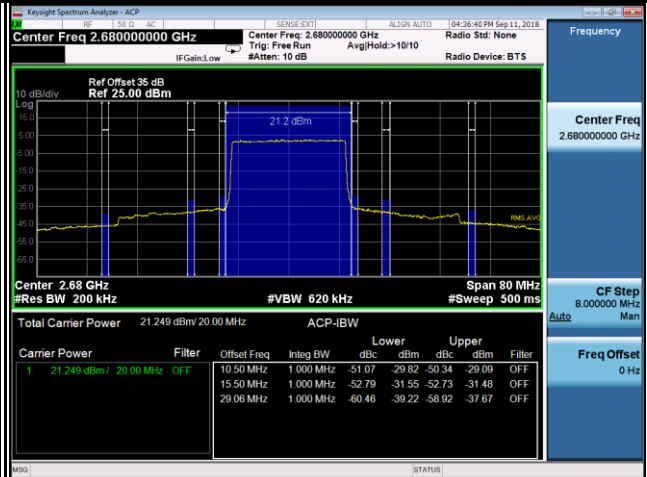 Keysight Spectrum Analyzer - ACP
RF 50 Ω AC SENSE:EXT ALIGN AUTO 04:36:40 PM Sep 11, 2018
Center Freq 2.680000000 GHz
Center Freq: 2.680000000 GHz
Radio Std: None
Trig: Free Run Avg|Hold:>10/10
IFGain:Low #Atten: 10 dB Radio Device: BTS
Frequency
Ref Offset 35 dB
10 dB/div Ref 25.00 dBm
Log
15.0
5.00
-5.00
-15.0
-25.0
-35.0
-45.0
-55.0
-65.0
21.2 dBm
RMS AVG
Center 2.68 GHz Span 80 MHz
#Res BW 200 kHz #VBW 620 kHz #Sweep 500 ms
Total Carrier Power 21.249 dBm/ 20.00 MHz ACP-IBW
Lower Upper
Carrier Power Filter Offset Freq Integ BW dBc dBm dBc dBm Filter
1 21.249 dBm / 20.00 MHz OFF
10.50 MHz 1.000 MHz -51.07 -29.82 -50.34 -29.09 OFF
15.50 MHz 1.000 MHz -52.79 -31.55 -52.73 -31.48 OFF
29.06 MHz 1.000 MHz -60.46 -39.22 -58.92 -37.67 OFF
Center Freq
2.680000000 GHz
CF Step
8.000000 MHz
Auto Man
Freq Offset
0 Hz
MSG STATUS